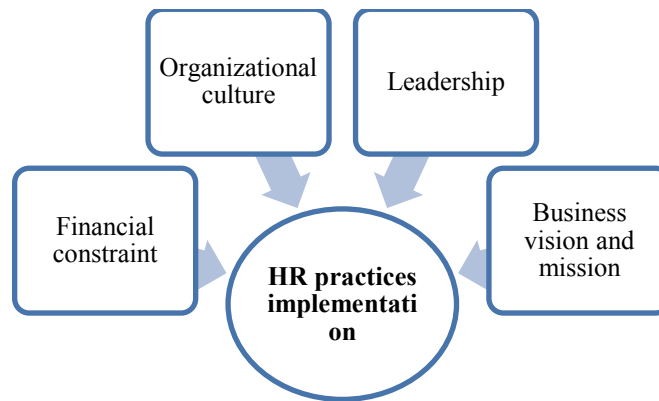 Organizational
culture
Leadership
Financial
constraint
Business
vision and
mission
HR practices
implementati
on